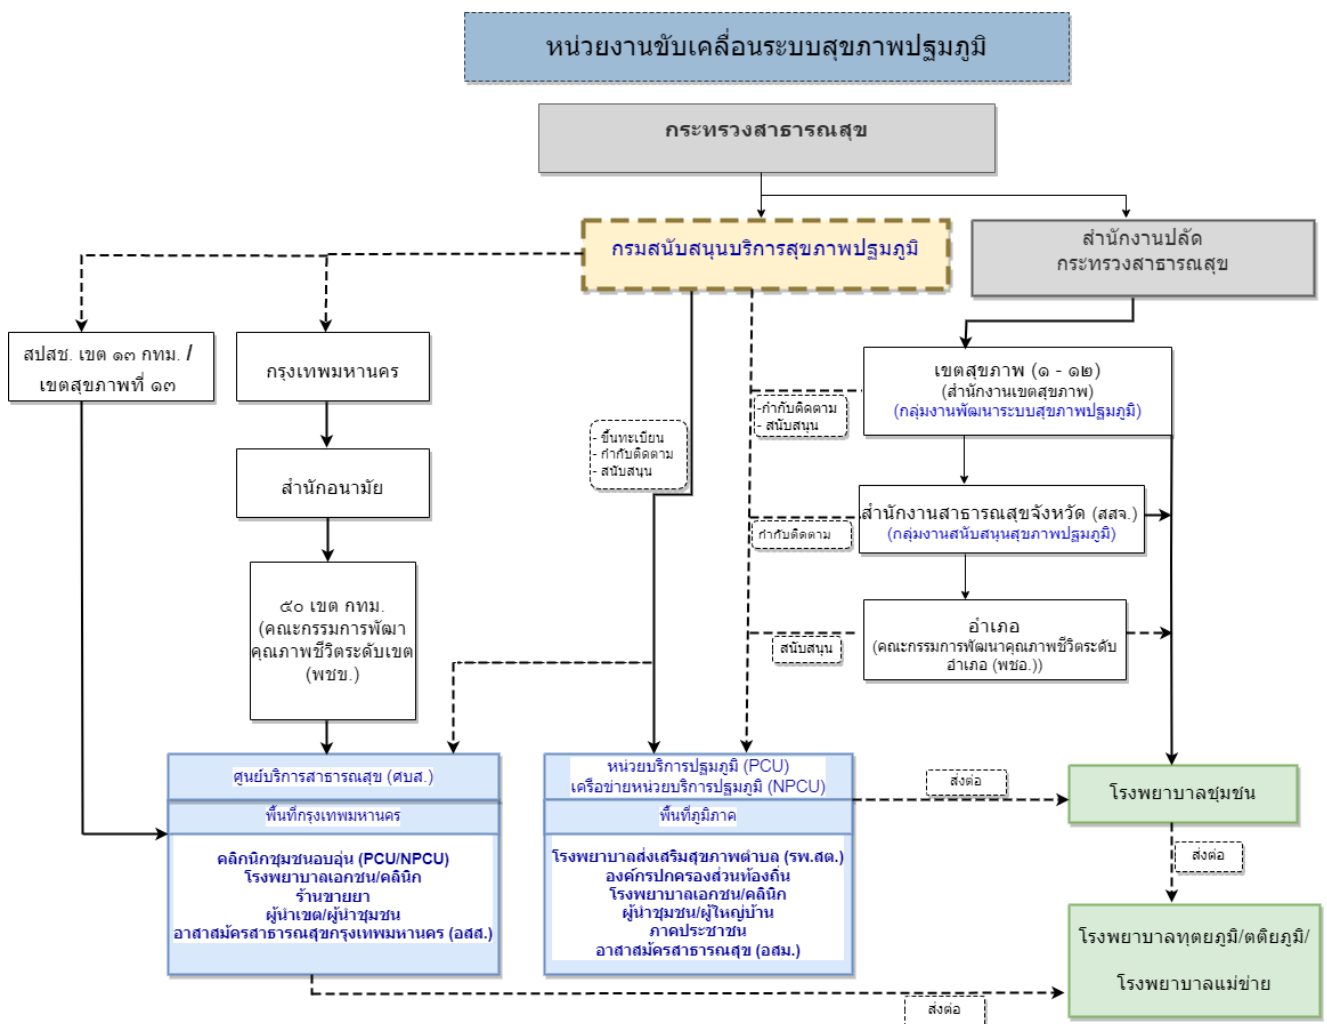 หน่วยงานขับเคลื่อนระบบสุขภาพปฐมภูมิ
กระทรวงสาธารณสุข
กรมสนับสนุนบริการสุขภาพปฐมภูมิ
สำนักงานปลัด
กระทรวงสาธารณสุข
สปสช. เขต ๑๓ กทม. /
เขตสุขภาพที่ ๑๓
กรุงเทพมหานคร
เขตสุขภาพ (๑ - ๑๒)
(สำนักงานเขตสุขภาพ)
(กลุ่มงานพัฒนาระบบสุขภาพปฐมภูมิ)
-กำกับติดตาม
- สนับสนุน
- ขึ้นทะเบียน
- กำกับติดตาม
- สนับสนุน
สำนักอนามัย
สำนักงานสาธารณสุขจังหวัด (สสจ.)
(กลุ่มงานสนับสนุนสุขภาพปฐมภูมิ)
กำกับติดตาม
๕๐ เขต กทม.
(คณะกรรมการพัฒา
คุณภาพชีวิตระดับเขต
(พชข.)
อำเภอ
(คณะกรรมการพัฒนาคุณภาพชีวิตระดับ
อำเภอ (พชอ.))
สนับสนุน
ศูนย์บริการสาธารณสุข (ศบส.)
พื้นที่กรุงเทพมหานคร
คลิกนิกชุมชนอบอุ่น (PCU/NPCU)
โรงพยาบาลเอกชน/คลินิก
ร้านขายยา
ผู้นำเขต/ผู้นำชุมชน
อาสาสมัครสาธารณสุขกรุงเทพมหานคร (อสส.)
หน่วยบริการปฐมภูมิ (PCU)
เครือข่ายหน่วยบริการปฐมภูมิ (NPCU)
พื้นที่ภูมิภาค
โรงพยาบาลส่งเสริมสุขภาพตำบล (รพ.สต.)
องค์กรปกครองส่วนท้องถิ่น
โรงพยาบาลเอกชน/คลินิก
ผู้นำชุมชน/ผู้ใหญ่บ้าน
ภาคประชาชน
อาสาสมัครสาธารณสุข (อสม.)
ส่งต่อ
โรงพยาบาลชุมชน
ส่งต่อ
โรงพยาบาลทุตยภูมิ/ตติยภูมิ/
โรงพยาบาลแม่ข่าย
ส่งต่อ